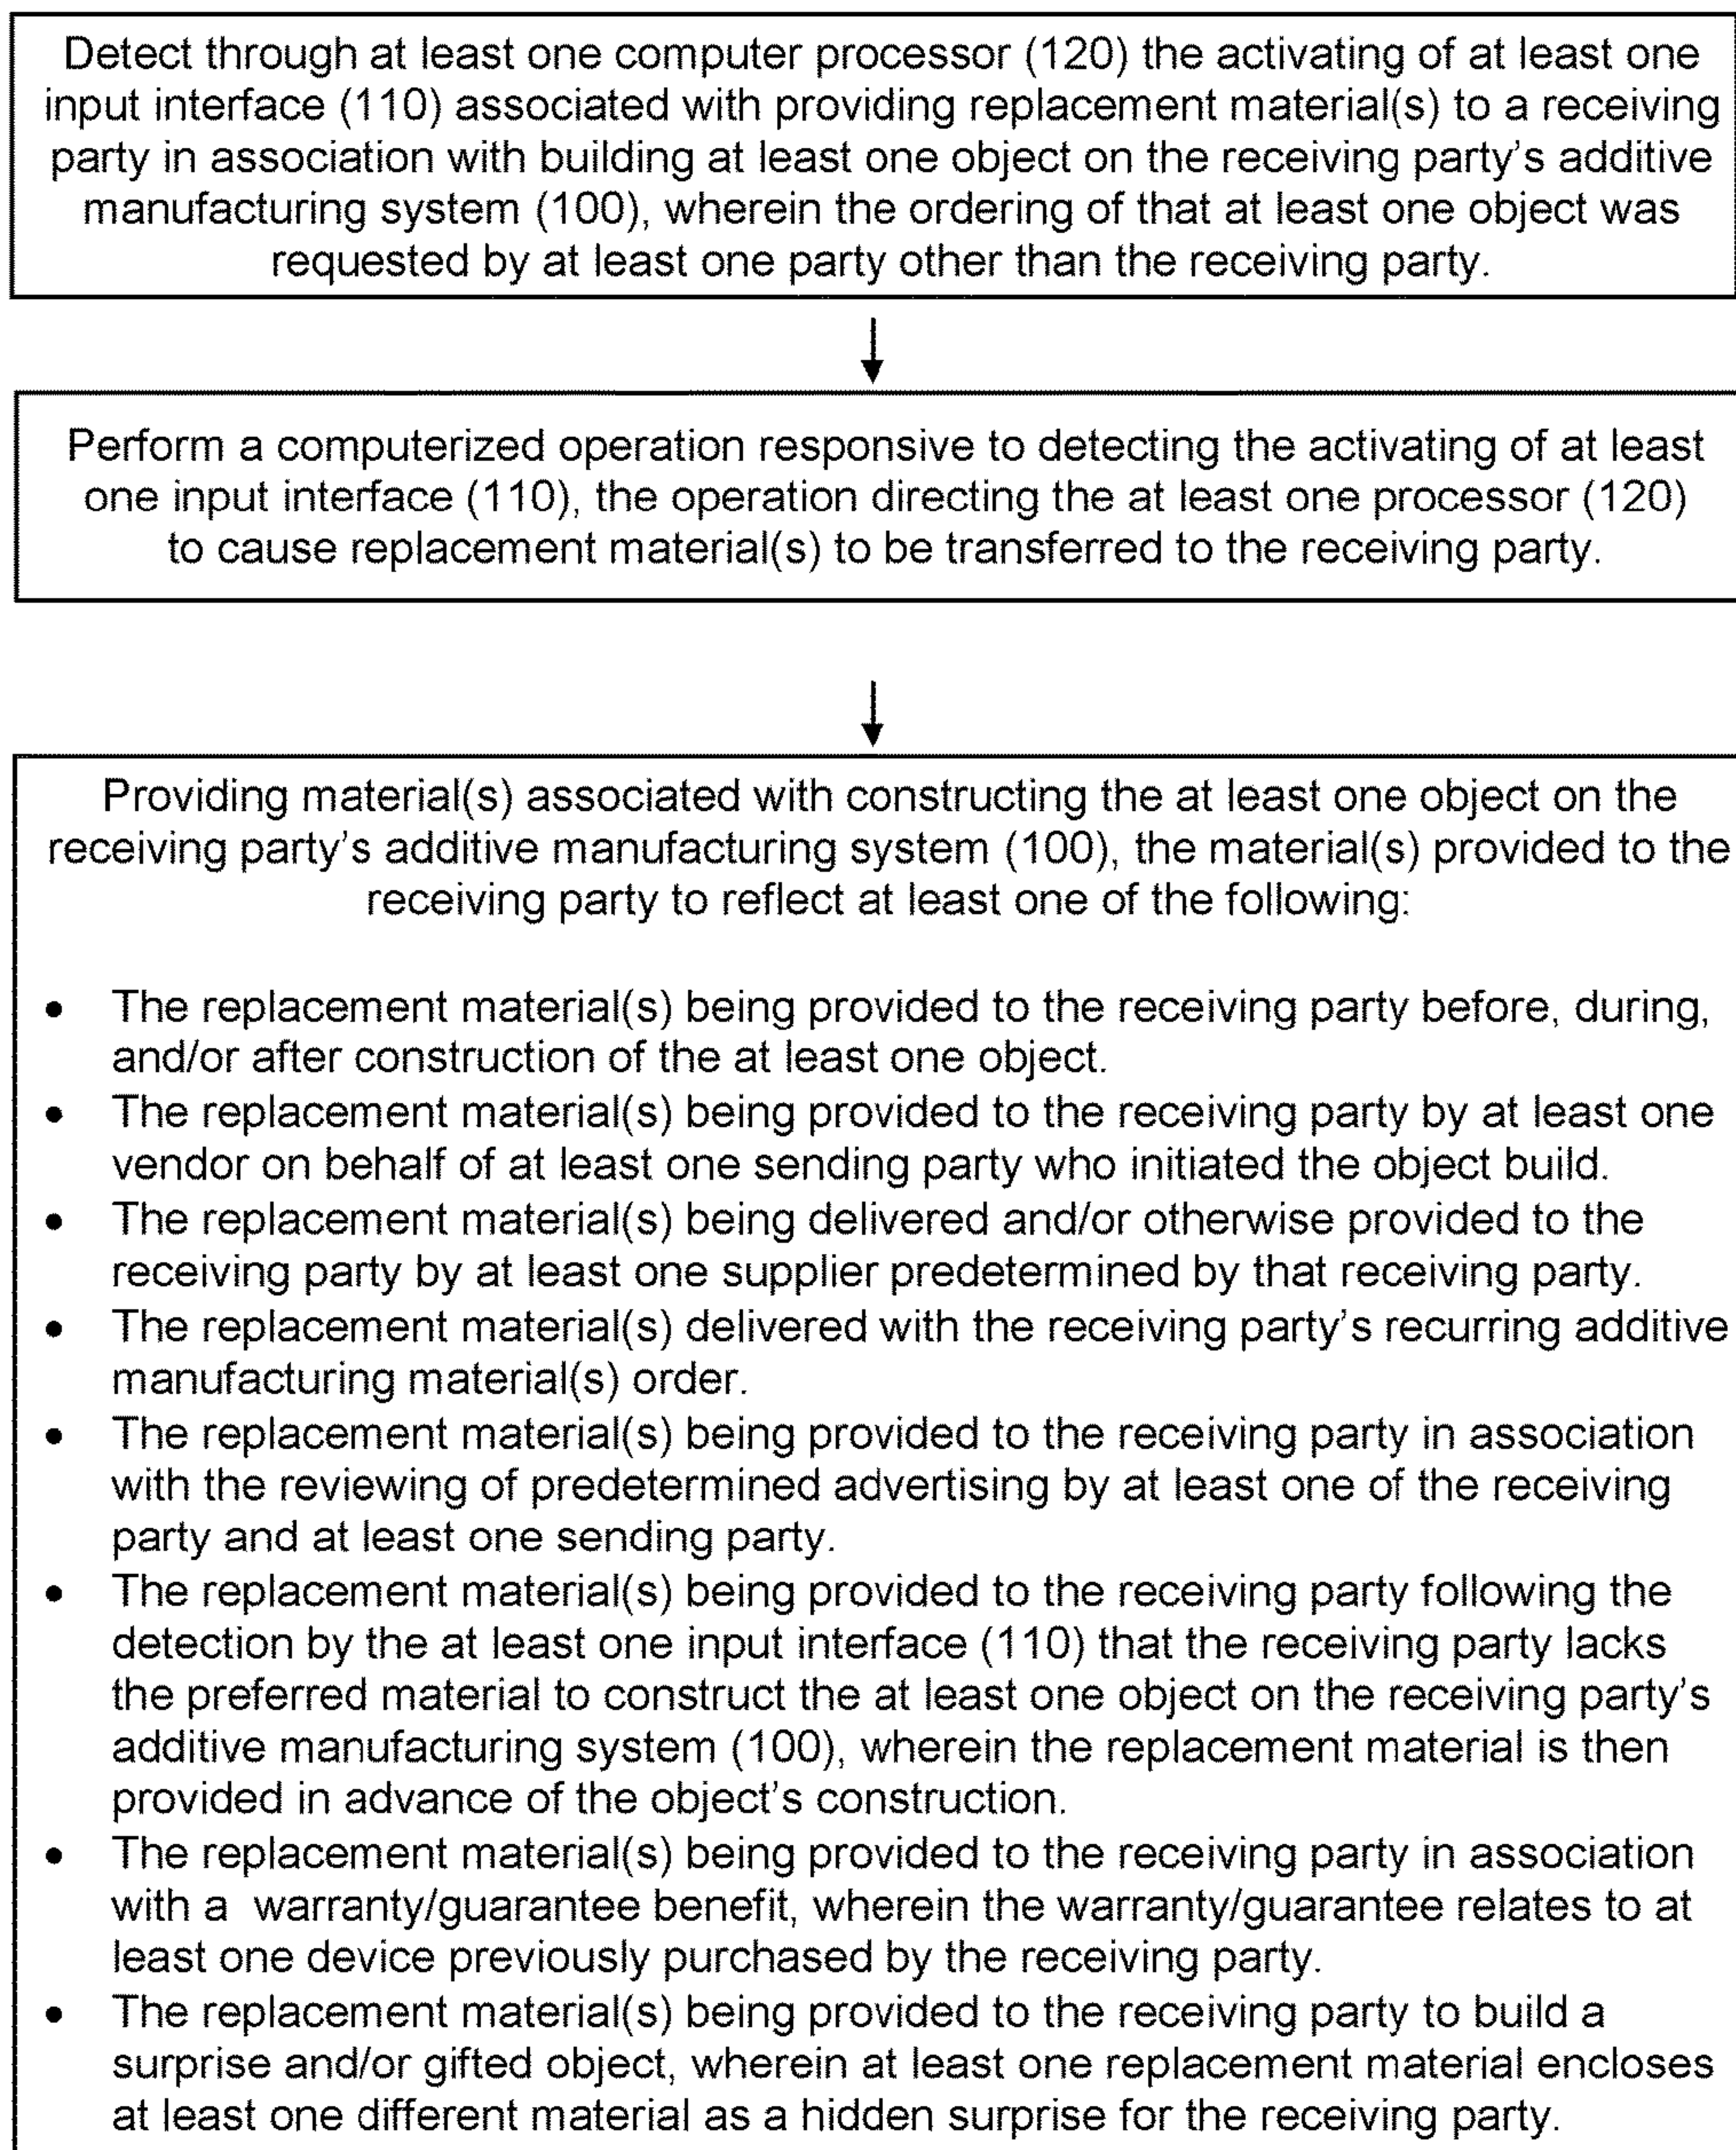 Detect through at least one computer processor (120) the activating of at least
input interface (110) associated with providing replacement material(s) to a receiving
party in association with building at least one object on the receiving party's additive
manufacturing system (100), wherein the ordering of that at least one object was
requested by at least one party other than the receiving party.
Perform a computerized operation responsive to detecting the activating of at least
one input interface (110), the operation directing the at least one processor (120)
to cause replacement material(s) to be transferred to the receiving party.
Providing material(s) associated with constructing the at least one object on the
receiving party's additive manufacturing system (100), the material(s) provided to the
receiving party to reflect at least one of the following:
• The replacement material(s) being provided to the receiving party before, during,
and/or after construction of the at least one object.
• The replacement material(s) being provided to the receiving party by at least one
vendor on behalf of at least one sending party who initiated the object build.
• The replacement material(s) being delivered and/or otherwise provided to the
receiving party by at least one supplier predetermined by that receiving party.
• The replacement material(s) delivered with the receiving party's recurring additive
manufacturing material(s) order.
• The replacement material(s) being provided to the receiving party in association
with the reviewing of predetermined advertising by at least one of the receiving
party and at least one sending party.
• The replacement material(s) being provided to the receiving party following the
detection by the at least one input interface (110) that the receiving party lacks
the preferred material to construct the at least one object on the receiving party's
additive manufacturing system (100), wherein the replacement material is then
provided in advance of the object's construction.
• The replacement material(s) being provided to the receiving party in association
with a warranty/guarantee benefit, wherein the warranty/guarantee relates to at
least one device previously purchased by the receiving party.
• The replacement material(s) being provided to the receiving party to build a
surprise and/or gifted object, wherein at least one replacement material encloses
at least one different material as a hidden surprise for the receiving party.